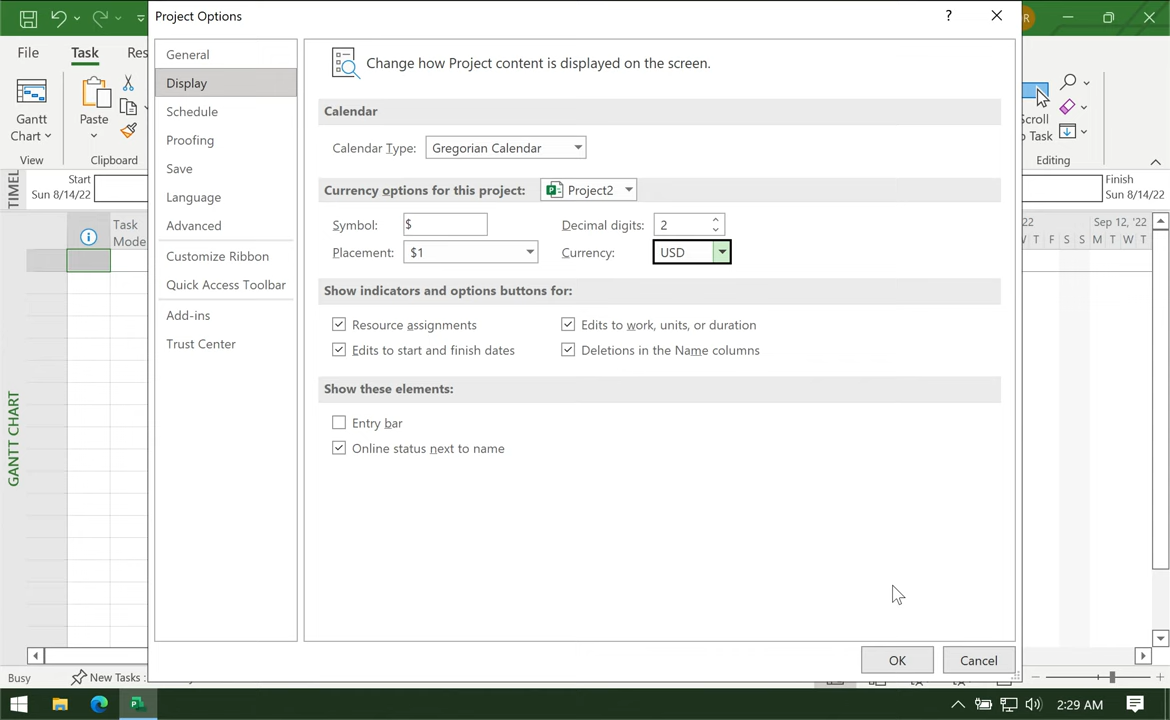 Project Options
?
File
Task
Res
Gantt
Chart
Paste
View
Clipboard
General
Display
Schedule
Proofing
Save
Language
Advanced
Customize Ribbon
Quick Access Toolbar
Add-ins
Trust Center
Change how Project content is displayed on the screen.
Calendar
Calendar Type: Gregorian Calendar
Currency options for this project: Project2
Symbol: $
Decimal digits: 2
Placement: $1
Currency: USD
Show indicators and options buttons for:
Resource assignments
Edits to work, units, or duration
Edits to start and finish dates
Deletions in the Name columns
Show these elements:
Entry bar
Online status next to name
OK
Cancel
R
Scroll
o Task
Editing
TIMEL
Start
Sun 8/14/22
Finish
Sun 8/14/22
Task
Mode
22
Sep 12, '22
T F S S M T W T
GANTT CHART
Busy
New Tasks :
2:29 AM